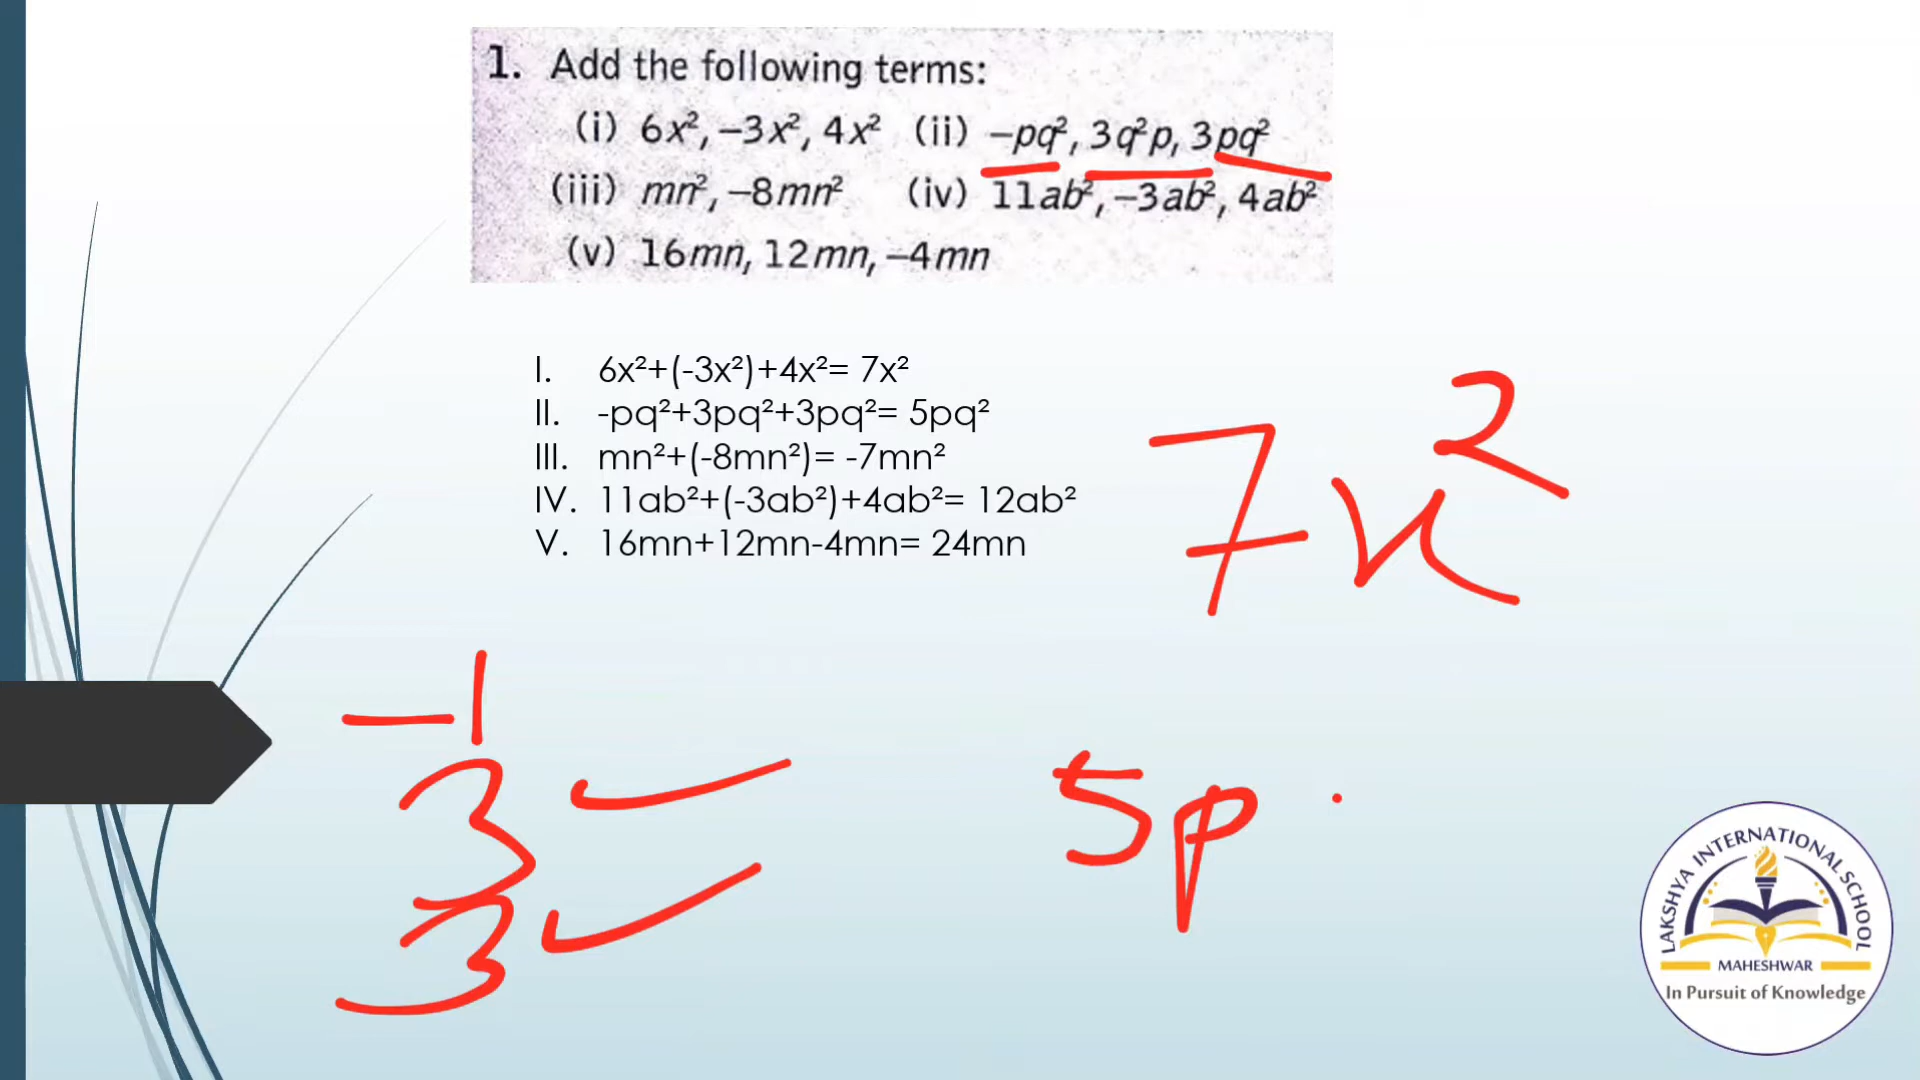 1. Add the following terms:
(i) 6x², –3x², 4x² (ii) –pq², 3q²p, 3pq²
(iii) mn², –8mn² (iv) 11ab², –3ab², 4ab²
(v) 16mn, 12mn, –4mn
I. 6x²+(-3x²)+4x²= 7x²
II. -pq²+3pq²+3pq²= 5pq²
III. mn²+(-8mn²)= -7mn²
IV. 11ab²+(-3ab²)+4ab²= 12ab²
V. 16mn+12mn-4mn= 24mn
7x²
–1
3
3
5p
LAKSHYA INTERNATIONAL SCHOOL
MAHESHWAR
In Pursuit of Knowledge